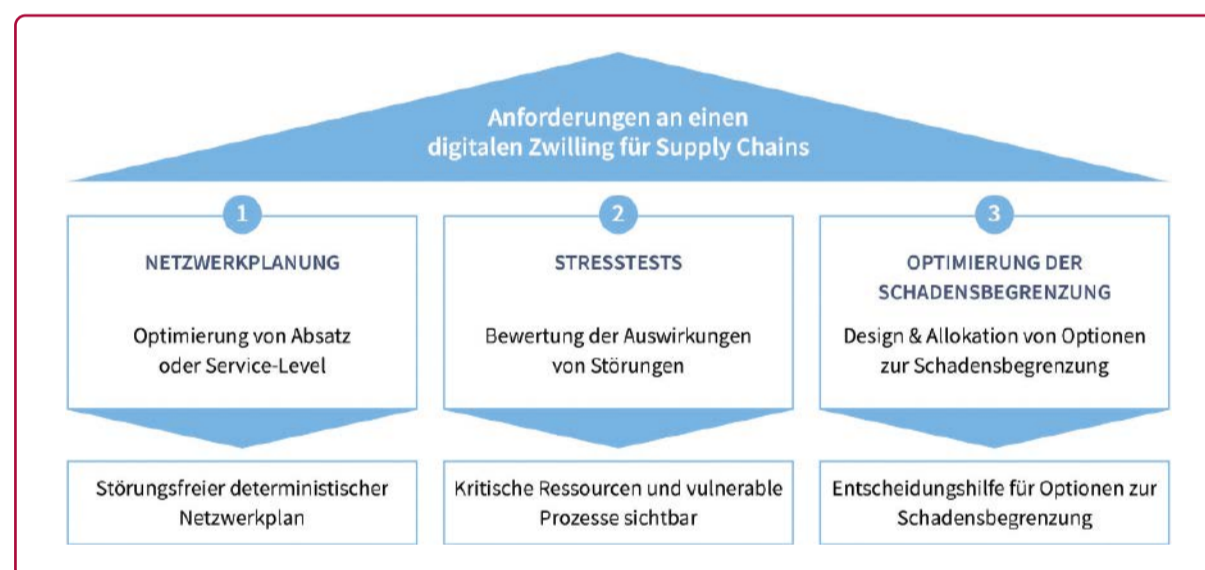 Anforderungen an einen
digitalen Zwilling für Supply Chains
1
NETZWERKPLANUNG
Optimierung von Absatz
oder Service-Level
Störungsfreier deterministischer
Netzwerkplan
2
STRESSTESTS
Bewertung der Auswirkungen
von Störungen
Kritische Ressourcen und vulnerable
Prozesse sichtbar
3
OPTIMIERUNG DER
SCHADENSBEGRENZUNG
Design & Allokation von Optionen
zur Schadensbegrenzung
Entscheidungshilfe für Optionen zur
Schadensbegrenzung